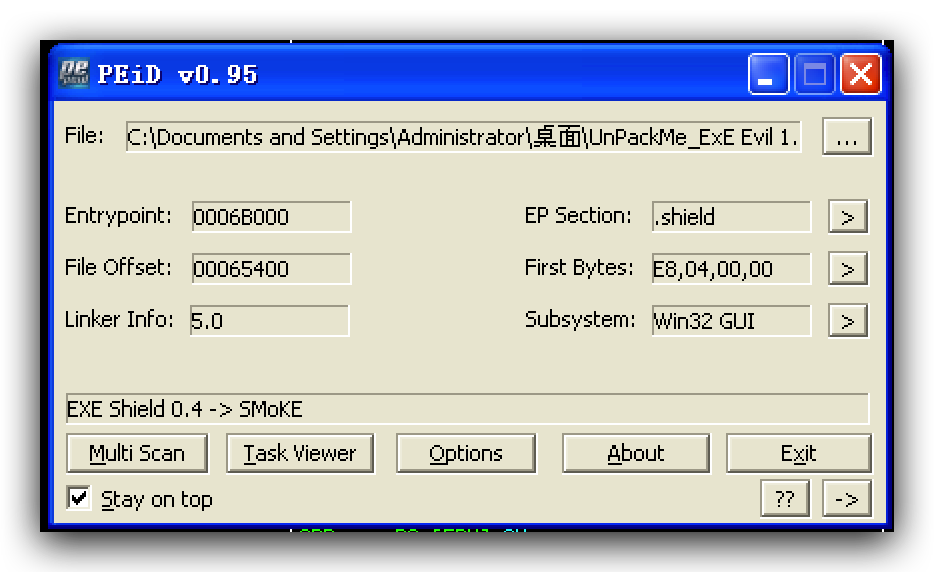 PEiD v0.95
File: C:\Documents and Settings\Administrator\桌面\UnPackMe_ExE Evil 1. ...
Entrypoint: 0006B000 EP Section: .shield >
File Offset: 00065400 First Bytes: E8,04,00,00 >
Linker Info: 5.0 Subsystem: Win32 GUI >
EXE Shield 0.4 -> SMoKE
Multi Scan Task Viewer Options About Exit
Stay on top ?? ->